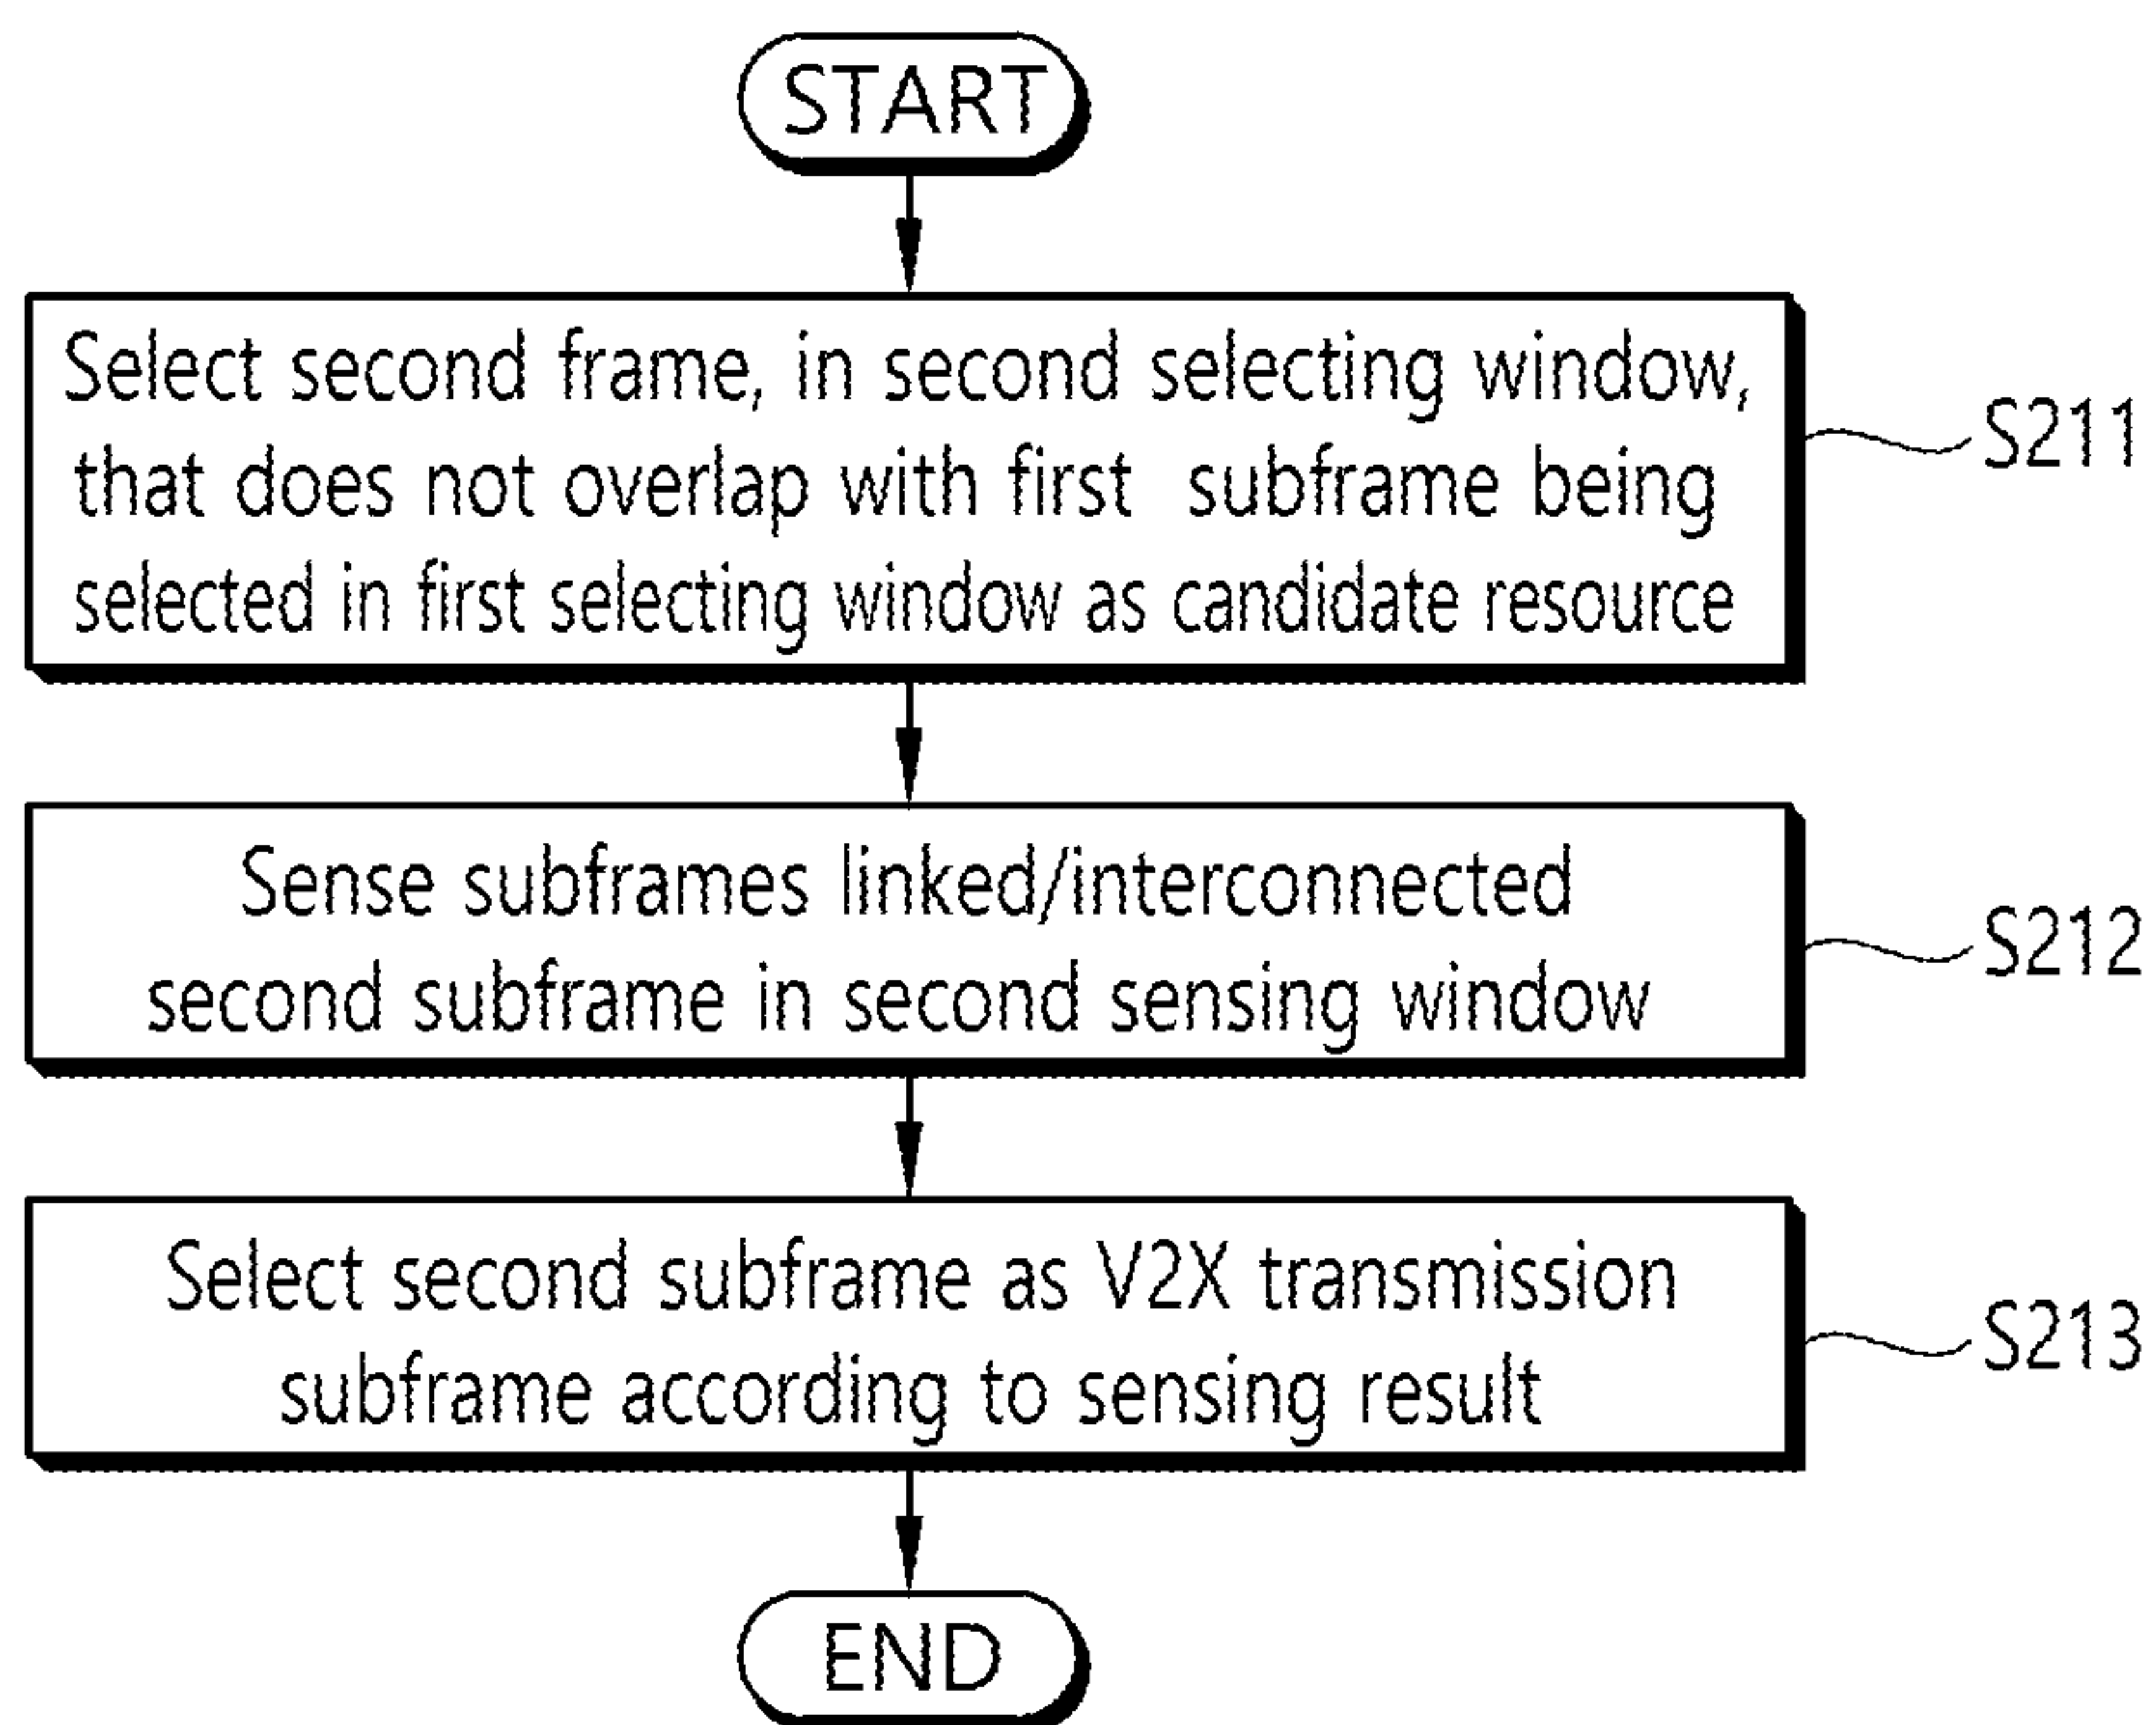 START
Select second frame, in second selecting window,
that does not overlap with first subframe being
selected in first selecting window as candidate resource
S211
Sense subframes linked/interconnected
second subframe in second sensing window
S212
Select second subframe as V2X transmission
subframe according to sensing result
S213
END